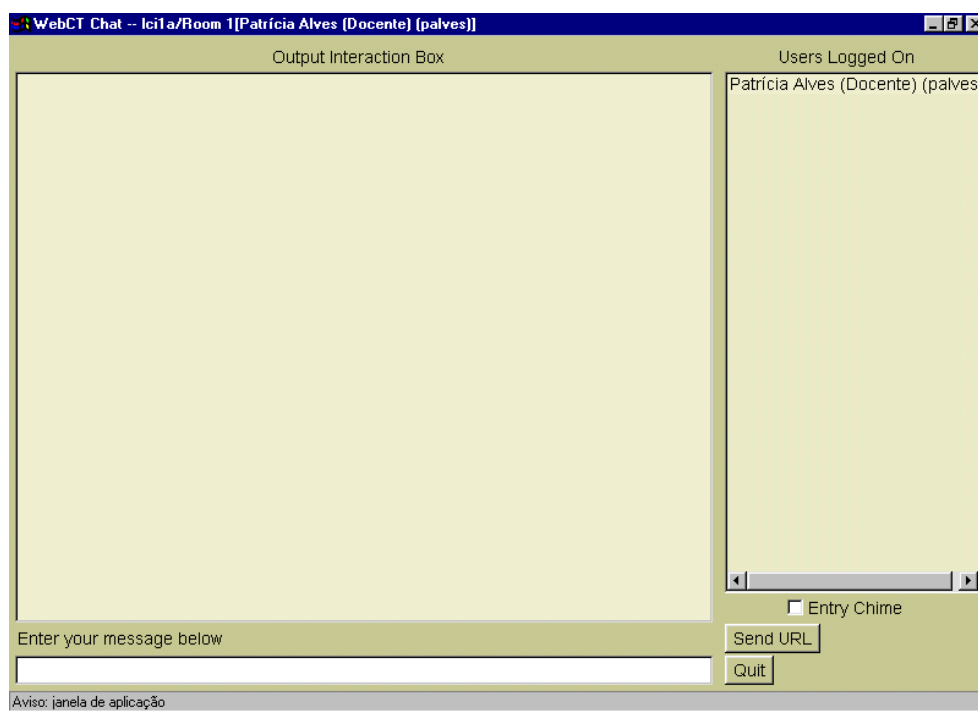 WebCT Chat -- Ici1a/Room 1[Patrícia Alves (Docente) (palves)]
Output Interaction Box
Users Logged On
Patrícia Alves (Docente) (palves
Entry Chime
Enter your message below
Send URL
Quit
Aviso: janela de aplicação